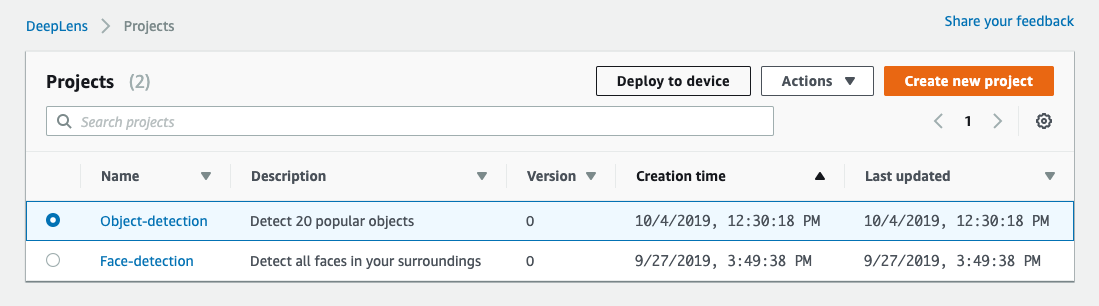 DeepLens > Projects
Share your feedback
Projects (2)
Deploy to device
Actions
Create new project
Search projects
1
Name Description Version Creation time Last updated
Object-detection Detect 20 popular objects 0 10/4/2019, 12:30:18 PM 10/4/2019, 12:30:18 PM
Face-detection Detect all faces in your surroundings 0 9/27/2019, 3:49:38 PM 9/27/2019, 3:49:38 PM